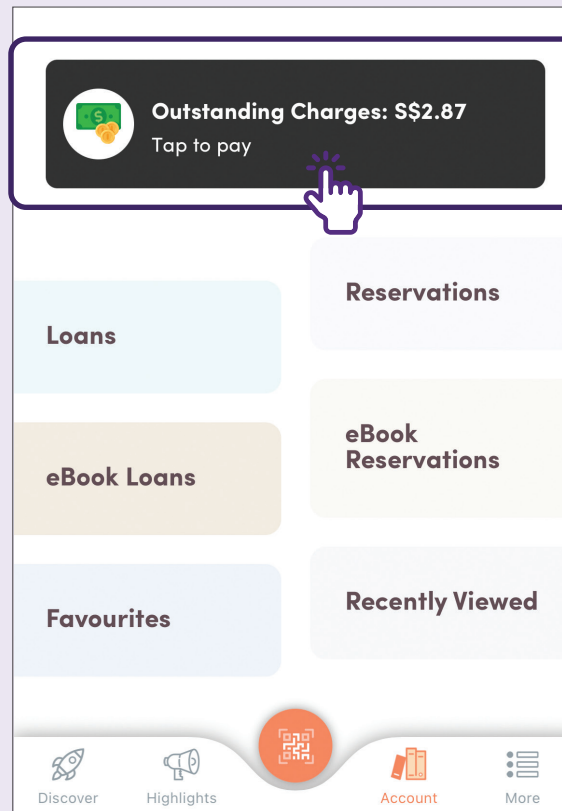 Outstanding Charges: S$2.87
Tap to pay
Loans
Reservations
eBook Loans
eBook
Reservations
Favourites
Recently Viewed
Discover
Highlights
Account
More